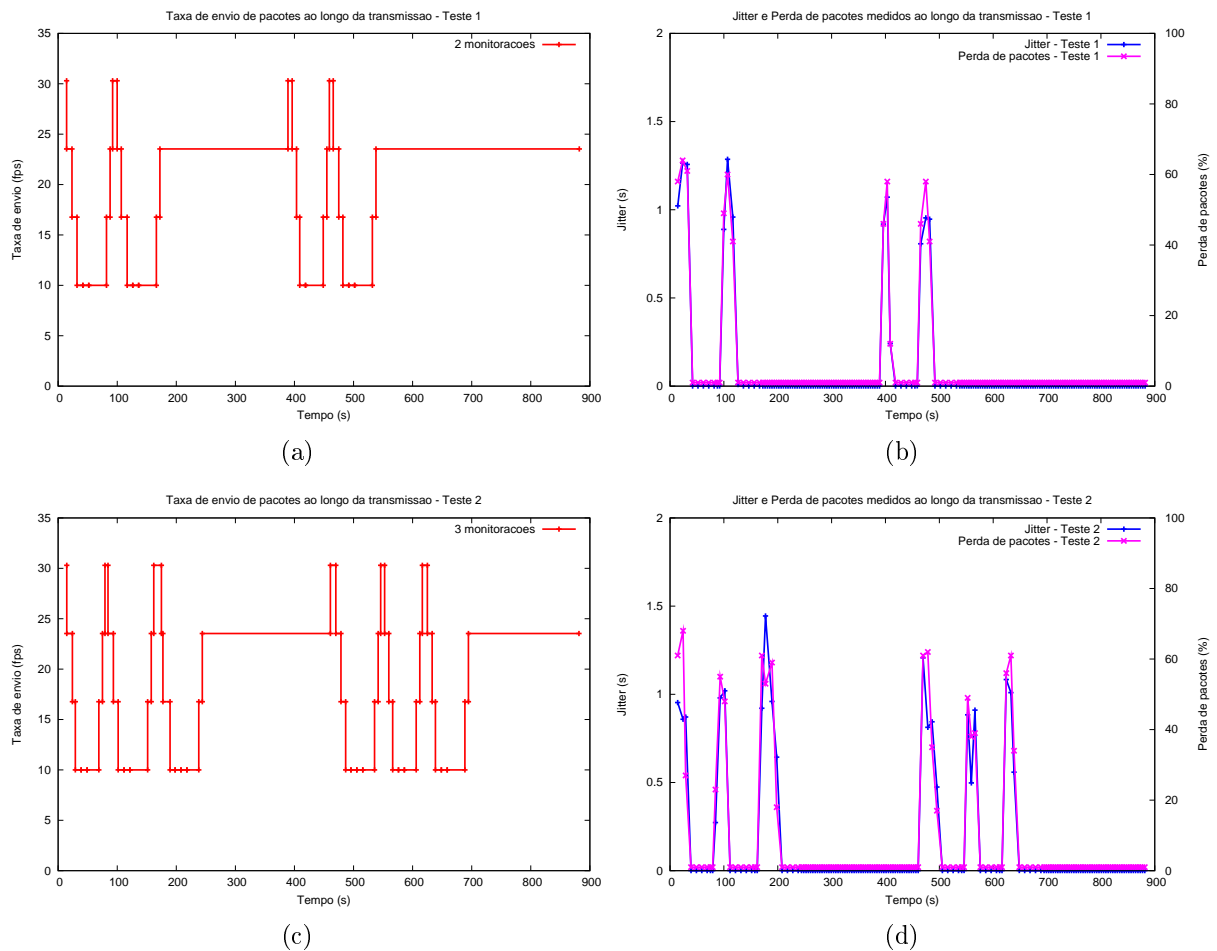 Taxa de envio de pacotes ao longo da transmissao - Teste 1
35
30
25
20
15
10
5
0
Taxa de envio (fps)
2 monitoracoes
0 100 200 300 400 500 600 700 800 900
Tempo (s)
(a)
Jitter e Perda de pacotes medidos ao longo da transmissao - Teste 1
2
1.5
1
0.5
0
Jitter (s)
Jitter - Teste 1
Perda de pacotes - Teste 1
100
80
60
40
20
0
Perda de pacotes (%)
0 100 200 300 400 500 600 700 800 900
Tempo (s)
(b)
Taxa de envio de pacotes ao longo da transmissao - Teste 2
35
30
25
20
15
10
5
0
Taxa de envio (fps)
3 monitoracoes
0 100 200 300 400 500 600 700 800 900
Tempo (s)
(c)
Jitter e Perda de pacotes medidos ao longo da transmissao - Teste 2
2
1.5
1
0.5
0
Jitter (s)
Jitter - Teste 2
Perda de pacotes - Teste 2
100
80
60
40
20
0
Perda de pacotes (%)
0 100 200 300 400 500 600 700 800 900
Tempo (s)
(d)